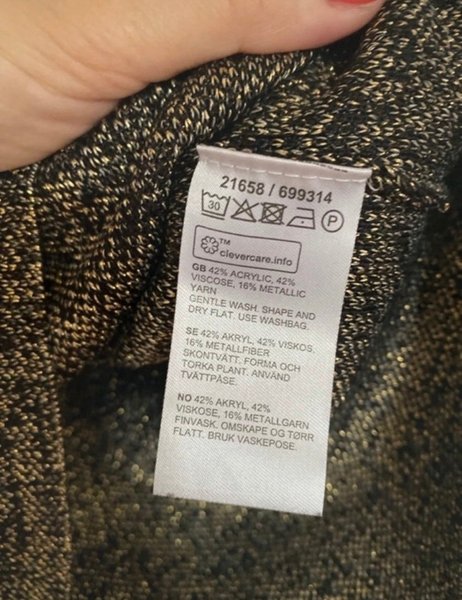 21658 / 699314
30
P
TM
clevercare.info
GB 42% ACRYLIC, 42%
VISCOSE, 16% METALLIC
YARN
GENTLE WASH. SHAPE AND
DRY FLAT. USE WASHBAG.
SE 42% AKRYL, 42% VISKOS,
16% METALLFIBER
SKONTVÄTT. FORMA OCH
TORKA PLANT. ANVÄND
TVÄTTPÅSE.
NO 42% AKRYL, 42%
VISKOSE, 16% METALLGARN
FINVASK. OMSKAPE OG TØRR
FLATT. BRUK VASKEPOSE.